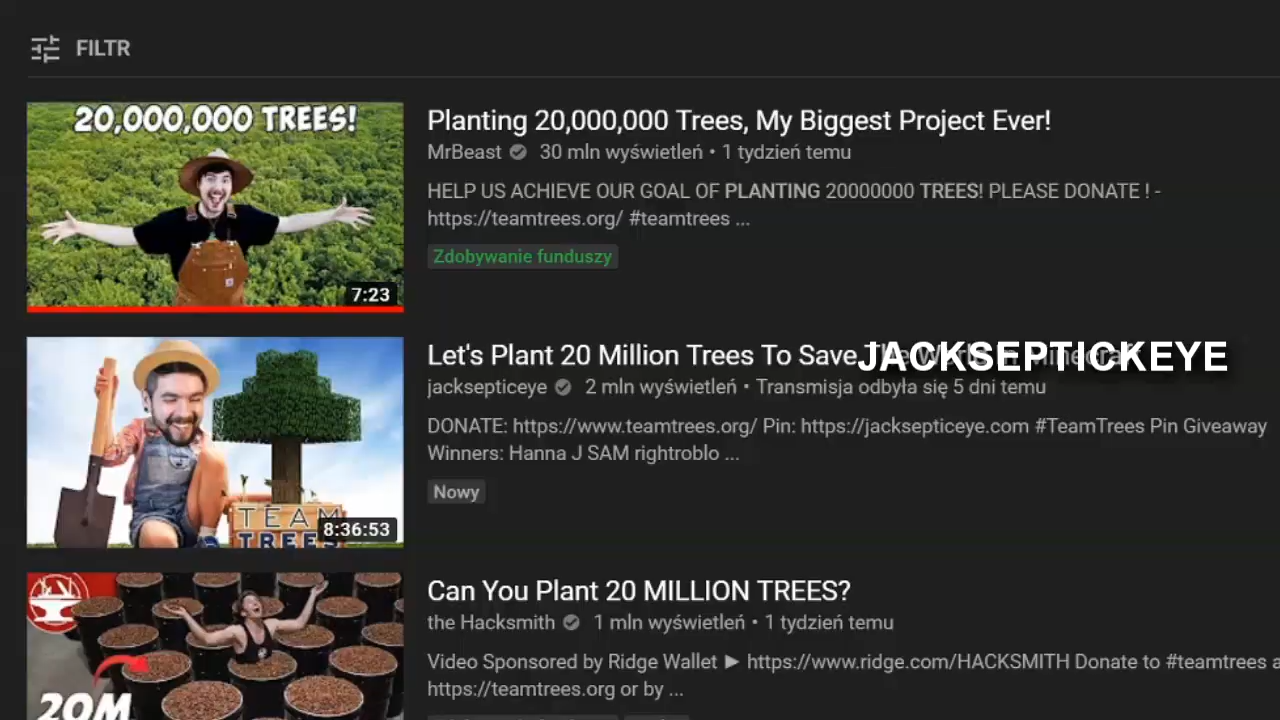 FILTR
20,000,000 TREES!
7:23
Planting 20,000,000 Trees, My Biggest Project Ever!
MrBeast 30 mln wyświetleń • 1 tydzień temu
HELP US ACHIEVE OUR GOAL OF PLANTING 20000000 TREES! PLEASE DONATE ! -
https://teamtrees.org/ #teamtrees ...
Zdobywanie funduszy
TEAM
TREES
8:36:53
Let's Plant 20 Million Trees To Save
JACKSEPTICKEYE
jacksepticeye 2 mln wyświetleń • Transmisja odbyła się 5 dni temu
DONATE: https://www.teamtrees.org/ Pin: https://jacksepticeye.com #TeamTrees Pin Giveaway
Winners: Hanna J SAM rightroblo ...
Nowy
20M
Can You Plant 20 MILLION TREES?
the Hacksmith 1 mln wyświetleń • 1 tydzień temu
Video Sponsored by Ridge Wallet ► https://www.ridge.com/HACKSMITH Donate to #teamtrees
https://teamtrees.org or by ...